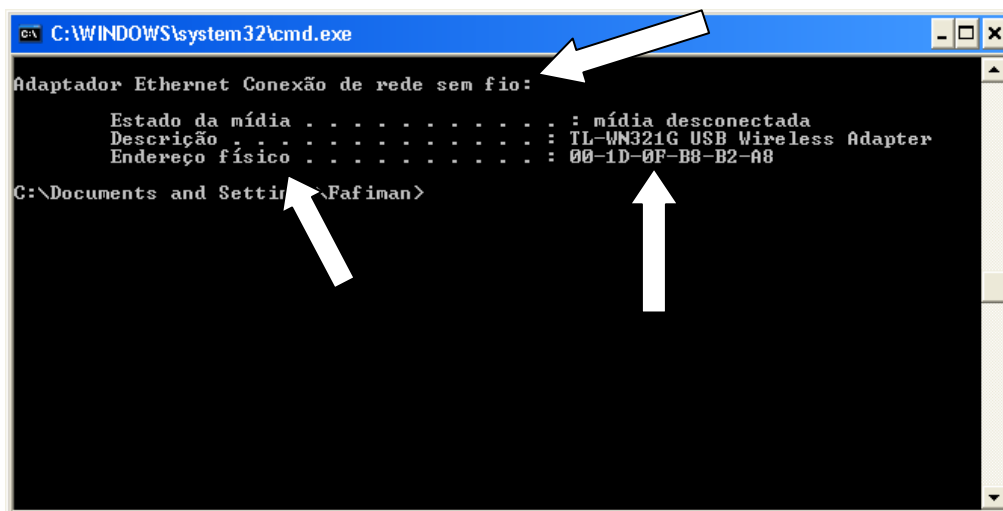 C:\WINDOWS\system32\cmd.exe
Adaptador Ethernet Conexão de rede sem fio:
Estado da mídia . . . . . . . . . . . : mídia desconectada
Descrição . . . . . . . . . . . . . . : TL-WN321G USB Wireless Adapter
Endereço físico . . . . . . . . . . . : 00-1D-0F-B8-B2-A8
C:\Documents and Settin \Fafiman>